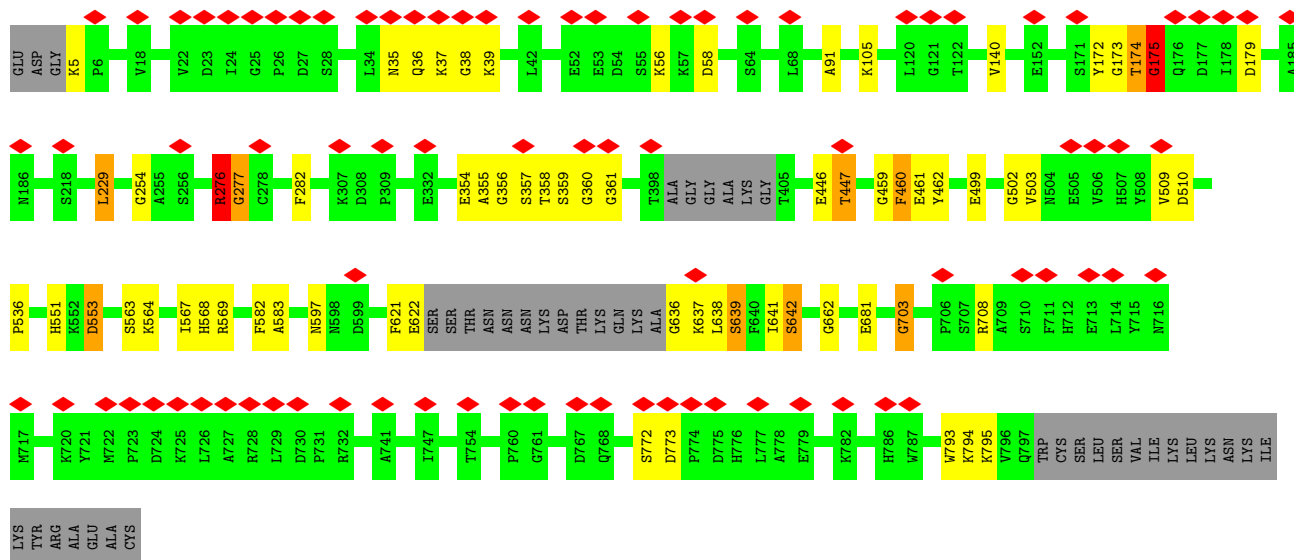 GLU ASP GLY K5 P6 V18 V22 D23 I24 G25 P26 D27 S28 L34 N35 Q36 K37 G38 K39 L42 E52 E53 D54 S55 K56 K57 D58 S64 L68 A91 K105 L120 G121 T122 V140 E152 S171 Y172 G173 T174 G175 Q176 D177 I178 D179 A185
N186 S218 L229 G254 A255 S256 R276 G277 C278 F282 K307 D308 P309 E332 E354 A355 G356 S357 T358 S359 G360 G361 T398 ALA GLY GLY ALA LYS GLY T405 E446 T447 G459 F460 E461 Y462 E499 G502 V503 N504 E505 V506 H507 Y508 V509 D510
P536 H551 K552 D553 S563 K564 I567 H568 R569 F582 A583 N597 N598 D599 F621 E622 SER SER THR ASN ASN ASN LYS ASP THR LYS GLN LYS ALA G636 K637 L638 S639 F640 I641 S642 G662 E681 G703 P706 S707 R708 A709 S710 F711 H712 E713 L714 Y715 N716
M717 K720 Y721 M722 P723 D724 K725 L726 A727 R728 L729 D730 P731 R732 A741 I747 T754 P760 G761 D767 Q768 S772 D773 P774 D775 H776 L777 A778 E779 K782 H786 W787 W793 K794 K795 V796 Q797 TRP CYS SER LEU SER VAL ILE LYS LEU LYS ASN LYS ILE
LYS TYR ARG ALA GLU ALA CYS